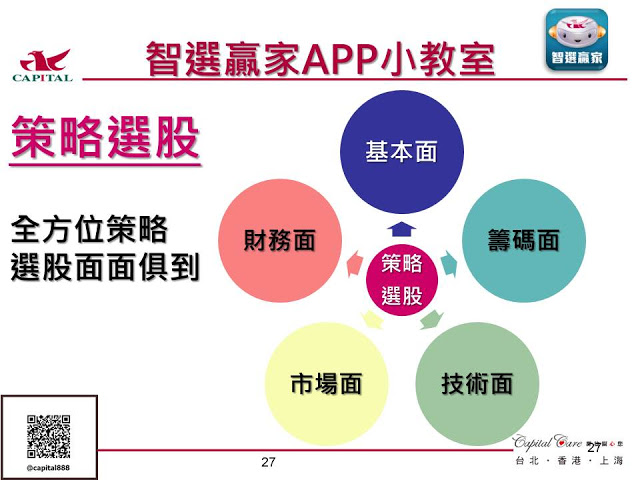 智選贏家APP小教室
CAPITAL
智選贏家
策略選股
全方位策略
選股面面俱到
基本面
財務面
籌碼面
策略
選股
市場面
技術面
@capital888
27
Capital Care
27
台北・香港・上海